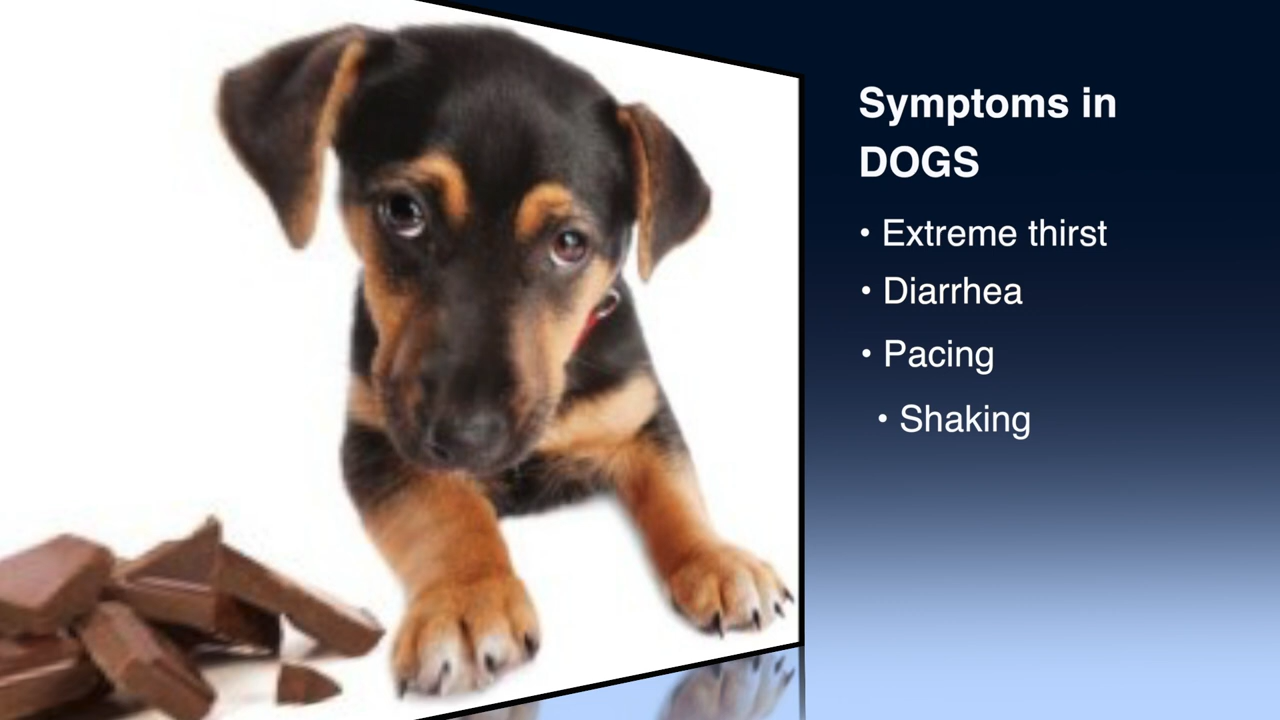 Symptoms in
DOGS
• Extreme thirst
• Diarrhea
• Pacing
• Shaking